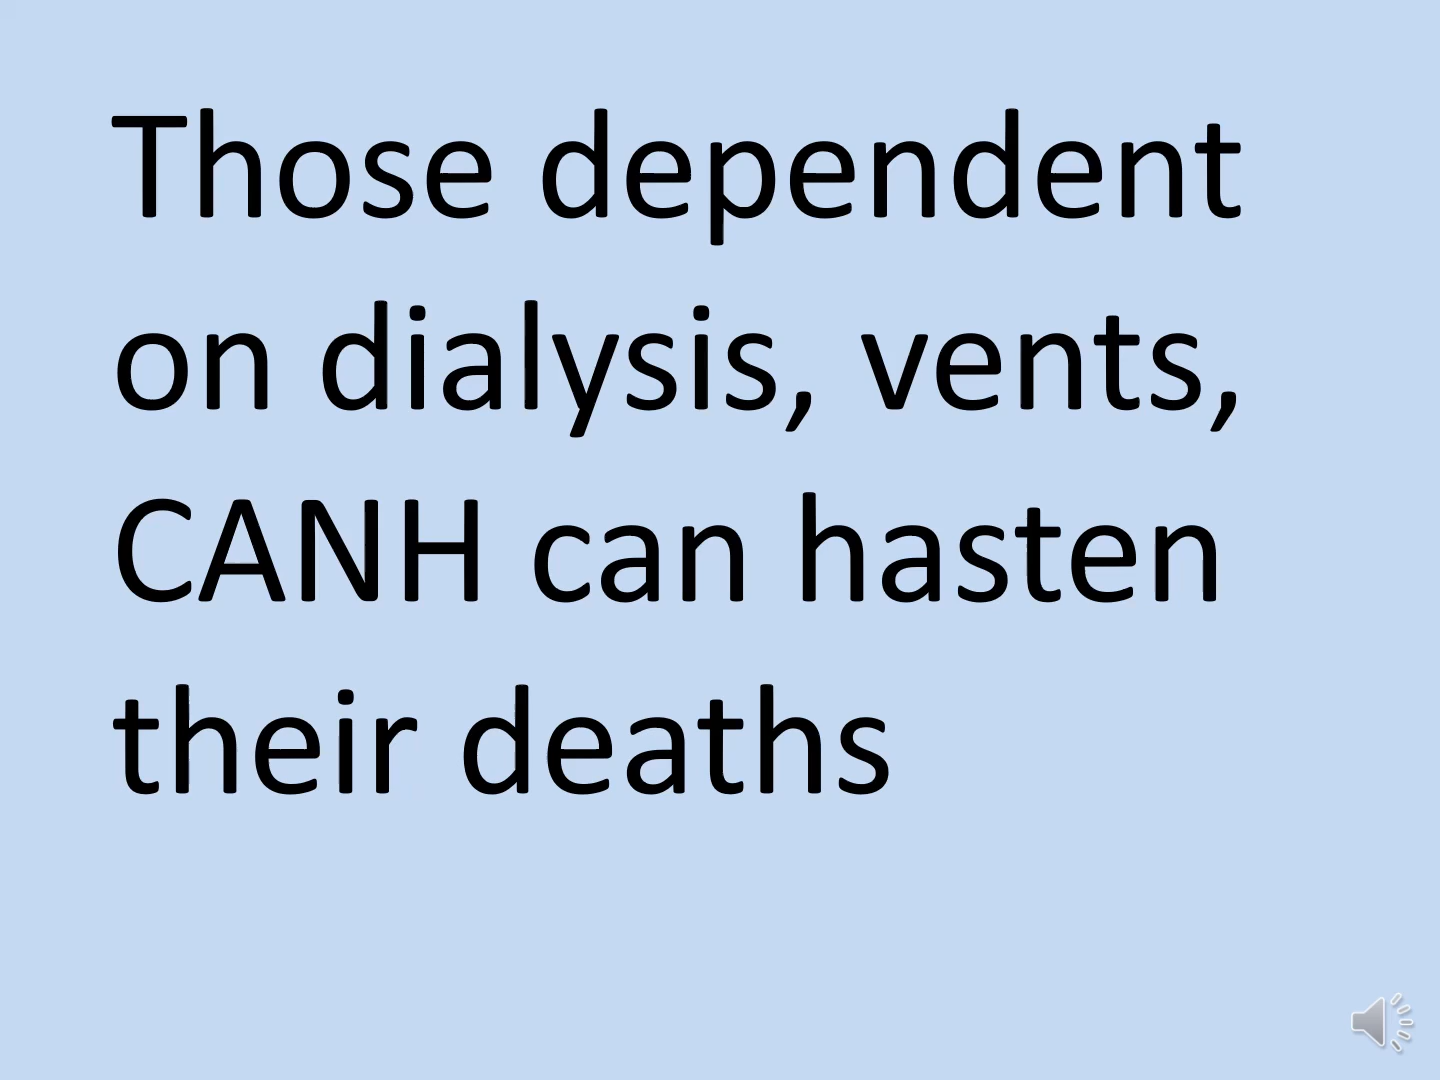 Those dependent
on dialysis, vents,
CANH can hasten
their deaths